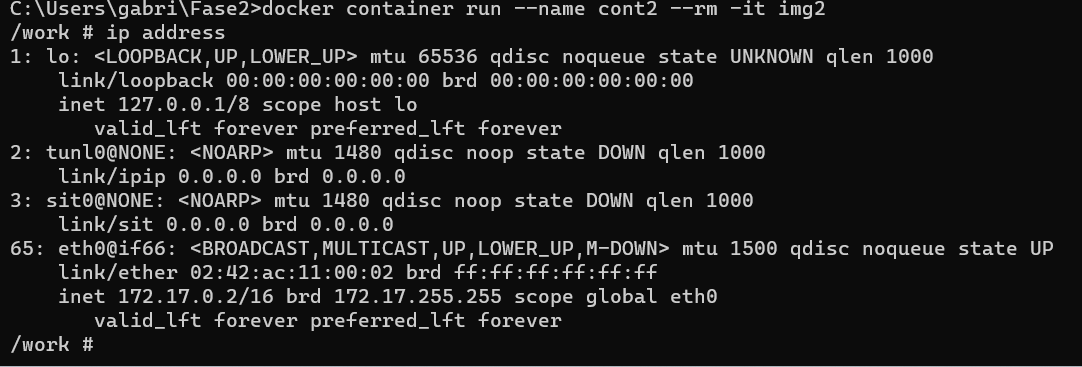 C:\Users\gabri\Fase2>docker container run --name cont2 --rm -it img2
/work # ip address
1: lo: <LOOPBACK,UP,LOWER_UP> mtu 65536 qdisc noqueue state UNKNOWN qlen 1000
    link/loopback 00:00:00:00:00:00 brd 00:00:00:00:00:00
    inet 127.0.0.1/8 scope host lo
       valid_lft forever preferred_lft forever
2: tunl0@NONE: <NOARP> mtu 1480 qdisc noop state DOWN qlen 1000
    link/ipip 0.0.0.0 brd 0.0.0.0
3: sit0@NONE: <NOARP> mtu 1480 qdisc noop state DOWN qlen 1000
    link/sit 0.0.0.0 brd 0.0.0.0
65: eth0@if66: <BROADCAST,MULTICAST,UP,LOWER_UP,M-DOWN> mtu 1500 qdisc noqueue state UP
    link/ether 02:42:ac:11:00:02 brd ff:ff:ff:ff:ff:ff
    inet 172.17.0.2/16 brd 172.17.255.255 scope global eth0
       valid_lft forever preferred_lft forever
/work #